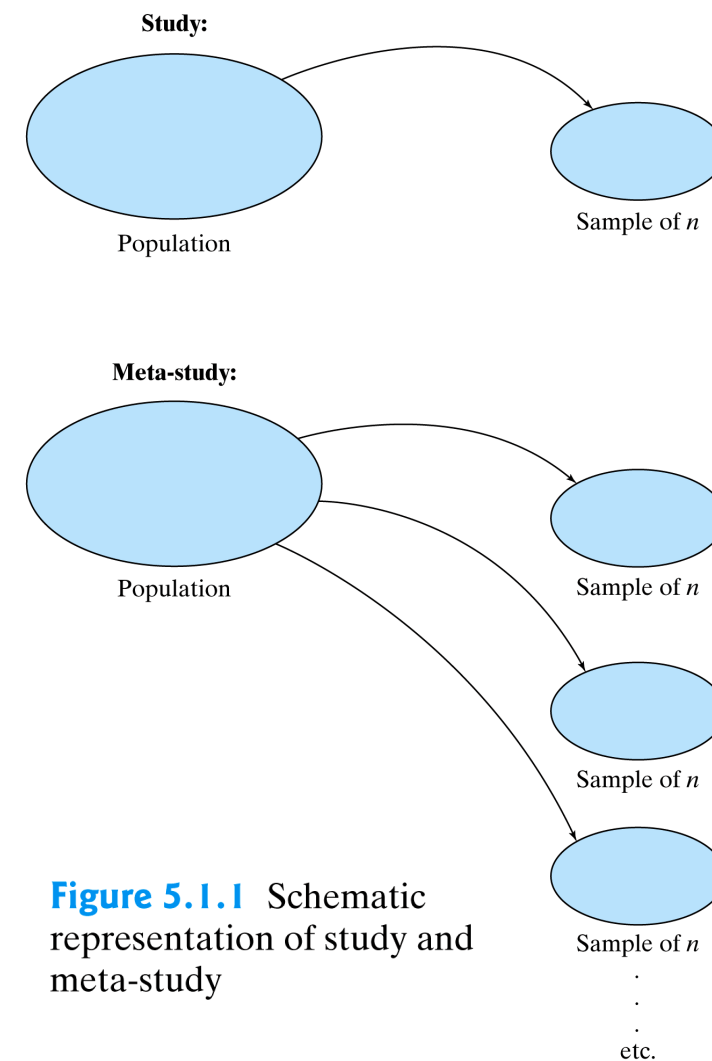 Study:
Population
Sample of n
Meta-study:
Population
Sample of n
Sample of n
Sample of n
.
.
.
etc.
Figure 5.1.1 Schematic
representation of study and
meta-study